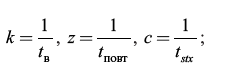 k = 1/t_в, z = 1/t_повт, c = 1/t_stx;